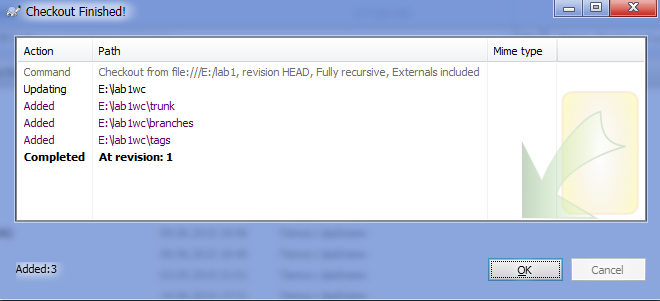 Checkout Finished!
Action Path Mime type
Command Checkout from file:///E:/lab1, revision HEAD, Fully recursive, Externals included
Updating E:\lab1wc
Added E:\lab1wc\trunk
Added E:\lab1wc\branches
Added E:\lab1wc\tags
Completed At revision: 1
Added:3
OK Cancel